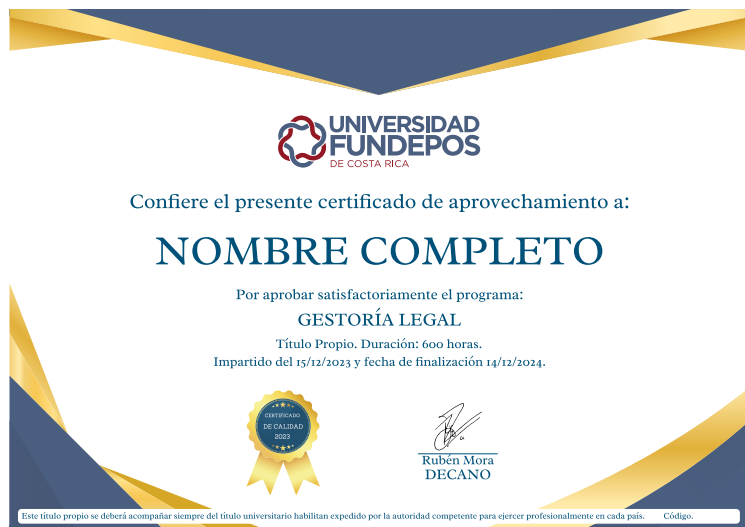 UNIVERSIDAD
FUNDEPOS
DE COSTA RICA
Confiere el presente certificado de aprovechamiento a:
NOMBRE COMPLETO
Por aprobar satisfactoriamente el programa:
GESTORÍA LEGAL
Título Propio. Duración: 600 horas.
Impartido del 15/12/2023 y fecha de finalización 14/12/2024.
CERTIFICADO
DE CALIDAD
2023
Rubén Mora
DECANO
Este título propio se deberá acompañar siempre del título universitario habilitan expedido por la autoridad competente para ejercer profesionalmente en cada país. Código.